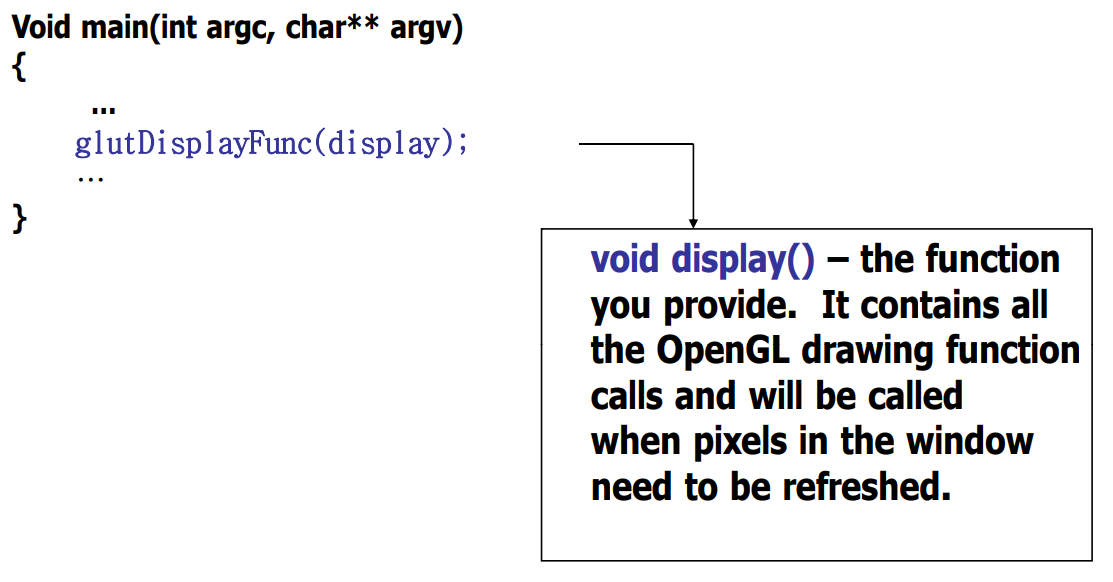 Void main(int argc, char** argv)
{
...
glutDisplayFunc(display);
...
}
void display() – the function
you provide.  It contains all
the OpenGL drawing function
calls and will be called
when pixels in the window
need to be refreshed.